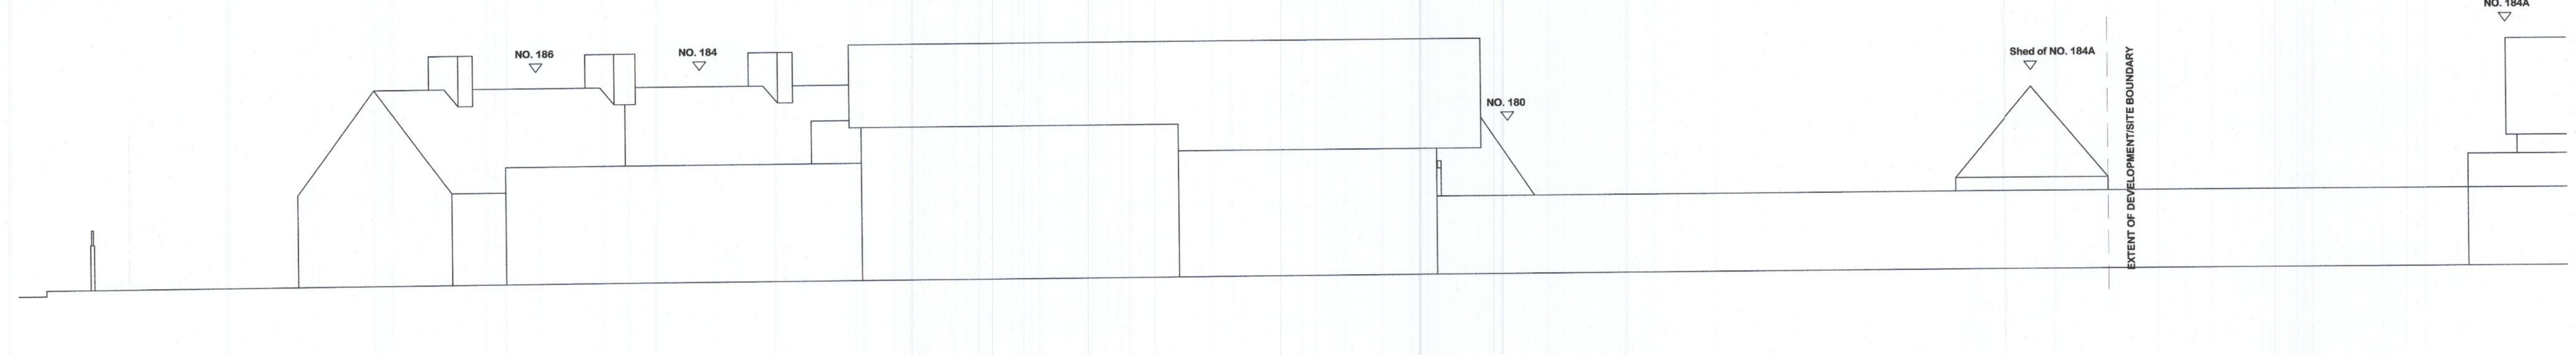 NO. 186
NO. 184
NO. 180
Shed of NO. 184A
EXTENT OF DEVELOPMENT/SITE BOUNDARY
NO. 184A